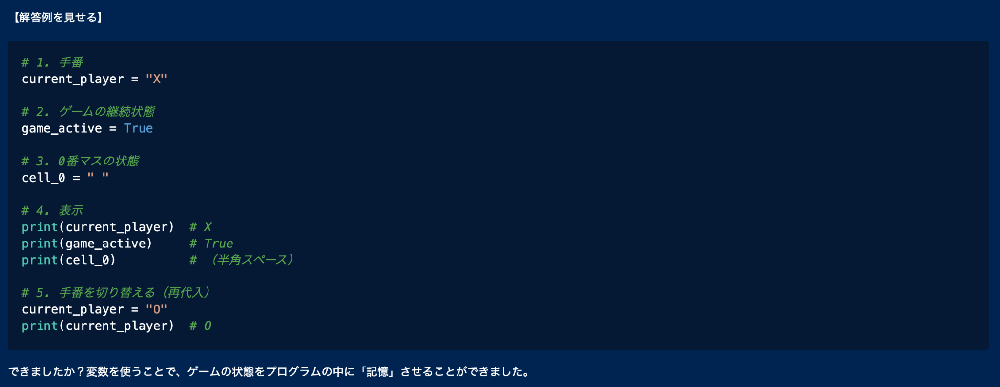 【解答例を見せる】
# 1. 手番
current_player = "X"
# 2. ゲームの継続状態
game_active = True
# 3. 0番マスの状態
cell_0 = " "
# 4. 表示
print(current_player)  # X
print(game_active)     # True
print(cell_0)          # （半角スペース）
# 5. 手番を切り替える（再代入）
current_player = "O"
print(current_player)  # O
できましたか？変数を使うことで、ゲームの状態をプログラムの中に「記憶」させることができました。